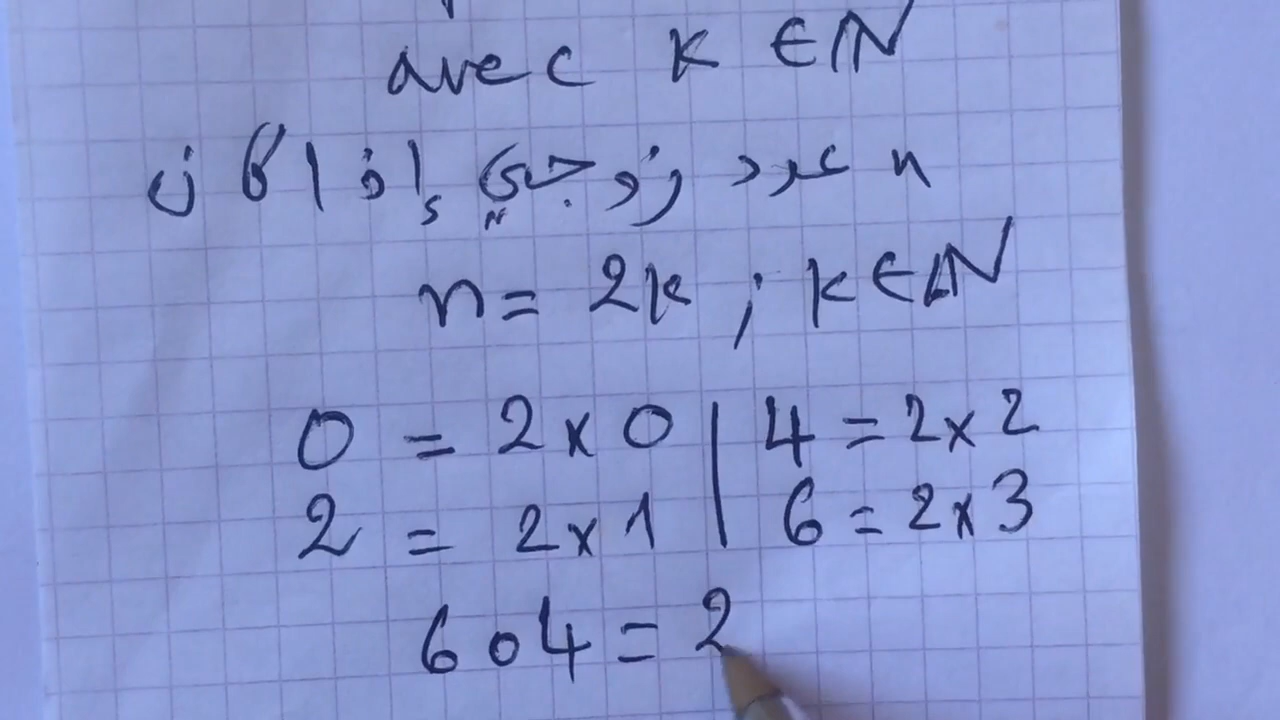 avec k ∈ ℕ
n عدد زوجي إذا كان
n = 2k ; k ∈ ℕ
0 = 2 x 0 | 4 = 2 x 2
2 = 2 x 1 | 6 = 2 x 3
604 = 2